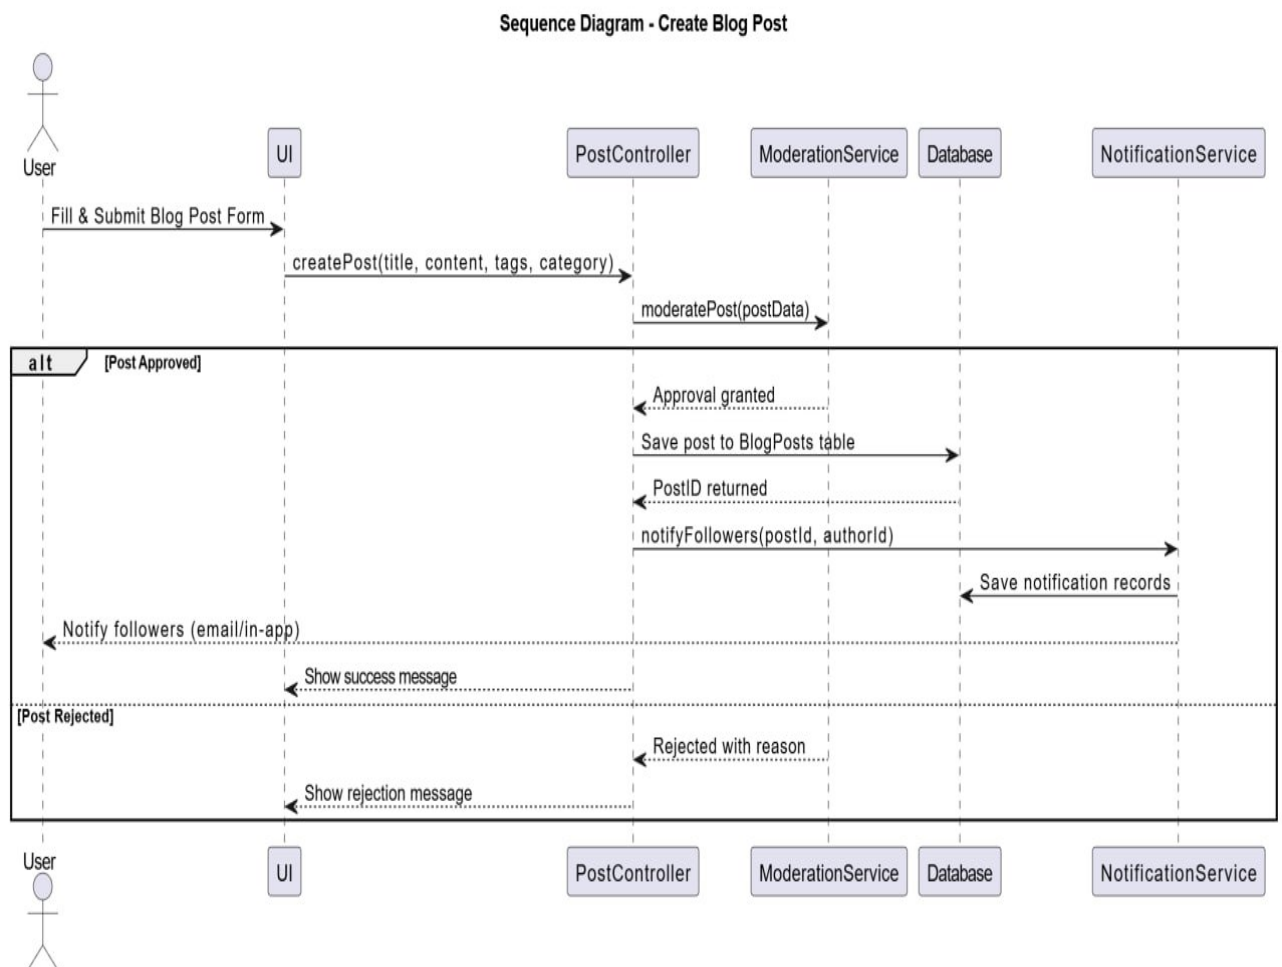 Sequence Diagram - Create Blog Post
User
UI
PostController
ModerationService
Database
NotificationService
Fill & Submit Blog Post Form
createPost(title, content, tags, category)
moderatePost(postData)
alt
[Post Approved]
Approval granted
Save post to BlogPosts table
PostID returned
notifyFollowers(postId, authorId)
Save notification records
Notify followers (email/in-app)
Show success message
[Post Rejected]
Rejected with reason
Show rejection message
User
UI
PostController
ModerationService
Database
NotificationService